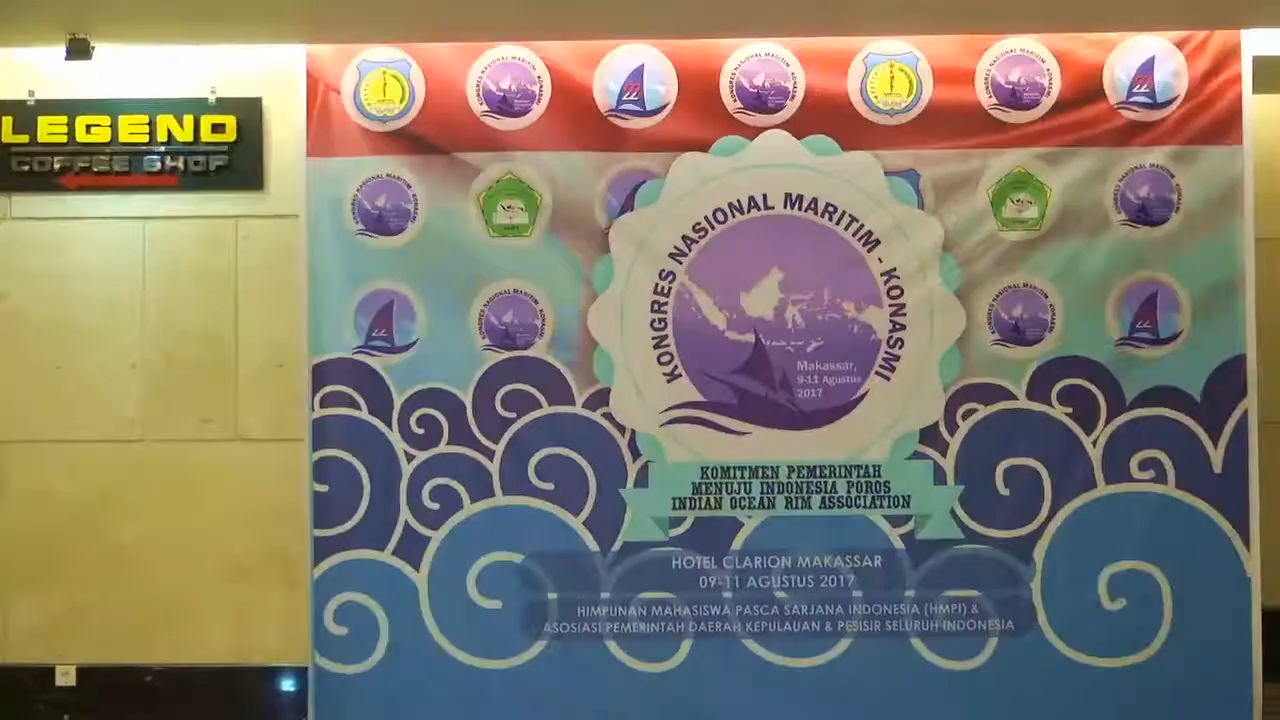 LEGEND
COFFEE SHOP
KONGRES NASIONAL MARITIM - KONASMI
Makassar,
9-11 Agustus
2017
KOMITMEN PEMERINTAH
MENUJU INDONESIA POROS
INDIAN OCEAN RIM ASSOCIATION
HOTEL CLARION MAKASSAR
09-11 AGUSTUS 2017
HIMPUNAN MAHASISWA PASCA SARJANA INDONESIA (HMPI) &
ASOSIASI PEMERINTAH DAERAH KEPULAUAN & PESISIR SELURUH INDONESIA